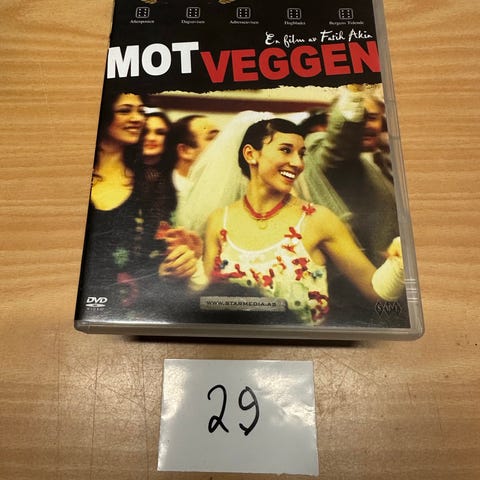 Aftenposten Dagsavisen Adresseavisen Dagbladet Bergens Tidende
En film av Fatih Akin
MOT VEGGEN
DVD
VIDEO
WWW.STARMEDIA.AS
29